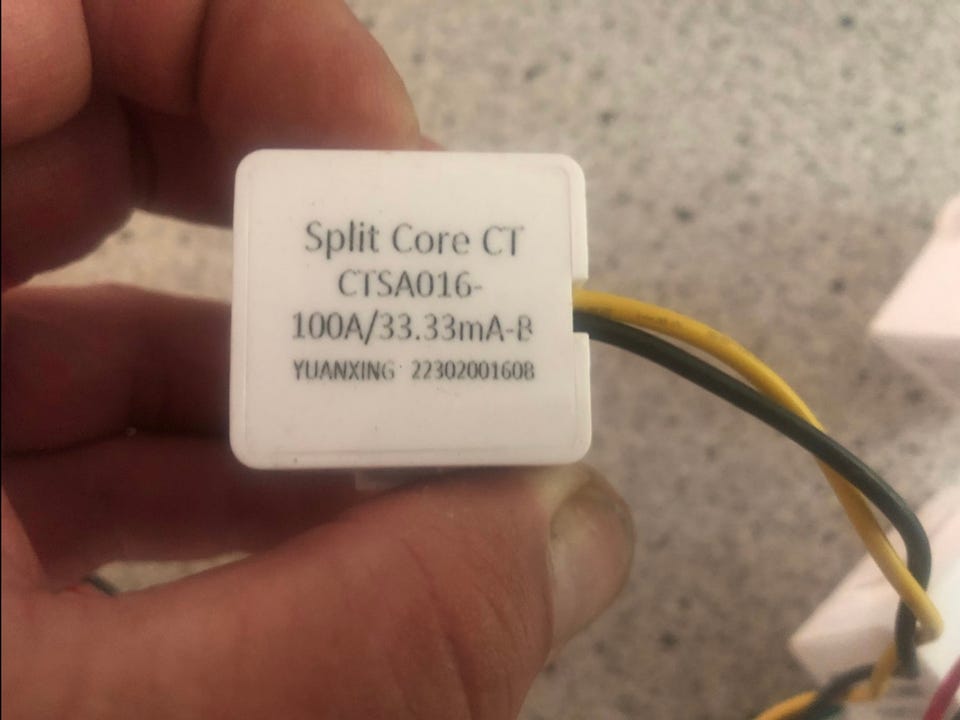 Split Core CT
CTSA016-
100A/33.33mA-B
YUANXING 22302001608